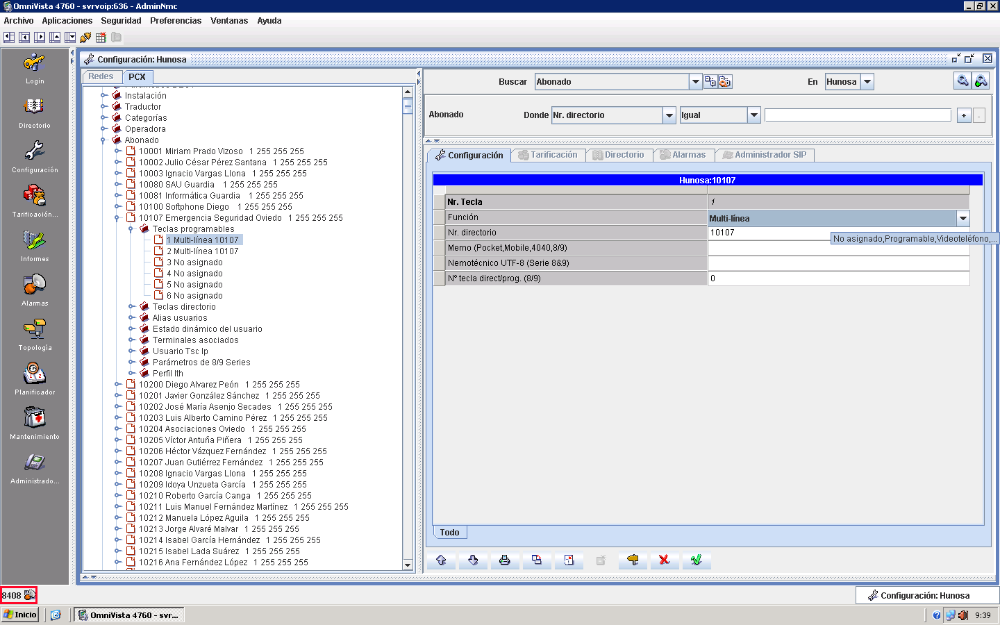 OmniVista 4760 - svrvoip:636 - AdminNmc
Archivo Aplicaciones Seguridad Preferencias Ventanas Ayuda
Login
Directorio
Configuración
Tarificación...
Informes
Alarmas
Topología
Planificador
Mantenimiento
Administrado...
Configuración: Hunosa
Redes PCX
Instalación
Traductor
Categorías
Operadora
Abonado
10001 Miriam Prado Vizoso 1 255 255 255
10002 Julio César Pérez Santana 1 255 255 255
10003 Ignacio Vargas Llona 1 255 255 255
10080 SAU Guardia 1 255 255 255
10081 Informática Guardia 1 255 255 255
10100 Softphone Diego 1 255 255 255
10107 Emergencia Seguridad Oviedo 1 255 255 255
Teclas programables
1 Multi-línea 10107
2 Multi-línea 10107
3 No asignado
4 No asignado
5 No asignado
6 No asignado
Teclas directorio
Alias usuarios
Estado dinámico del usuario
Terminales asociados
Usuario Tsc Ip
Parámetros de 8/9 Series
Perfil Ith
10200 Diego Alvarez Peón 1 255 255 255
10201 Javier González Sánchez 1 255 255 255
10202 José María Asenjo Secades 1 255 255 255
10203 Luis Alberto Camino Pérez 1 255 255 255
10204 Asociaciones Oviedo 1 255 255 255
10205 Víctor Antuña Piñera 1 255 255 255
10206 Héctor Vázquez Fernández 1 255 255 255
10207 Juan Gutiérrez Fernández 1 255 255 255
10208 Ignacio Vargas Llona 1 255 255 255
10209 Idoya Unzueta García 1 255 255 255
10210 Roberto García Canga 1 255 255 255
10211 Luis Manuel Fernández Martínez 1 255 255 255
10212 Manuela López Aguila 1 255 255 255
10213 Jorge Alvaré Malvar 1 255 255 255
10214 Isabel García Hernández 1 255 255 255
10215 Isabel Lada Suárez 1 255 255 255
10216 Ana Fernández López 1 255 255 255
Buscar Abonado En Hunosa
Abonado Donde Nr. directorio Igual + -
Configuración Tarificación Directorio Alarmas Administrador SIP
Hunosa:10107
Nr. Tecla 1
Función Multi-línea
Nr. directorio 10107
No asignado,Programable,Videoteléfono,...
Memo (Pocket,Mobile,4040,8/9)
Nemotécnico UTF-8 (Serie 8&9)
Nº tecla direct/prog. (8/9) 0
Todo
8408
Configuración: Hunosa
Inicio OmniVista 4760 - svr... 9:39